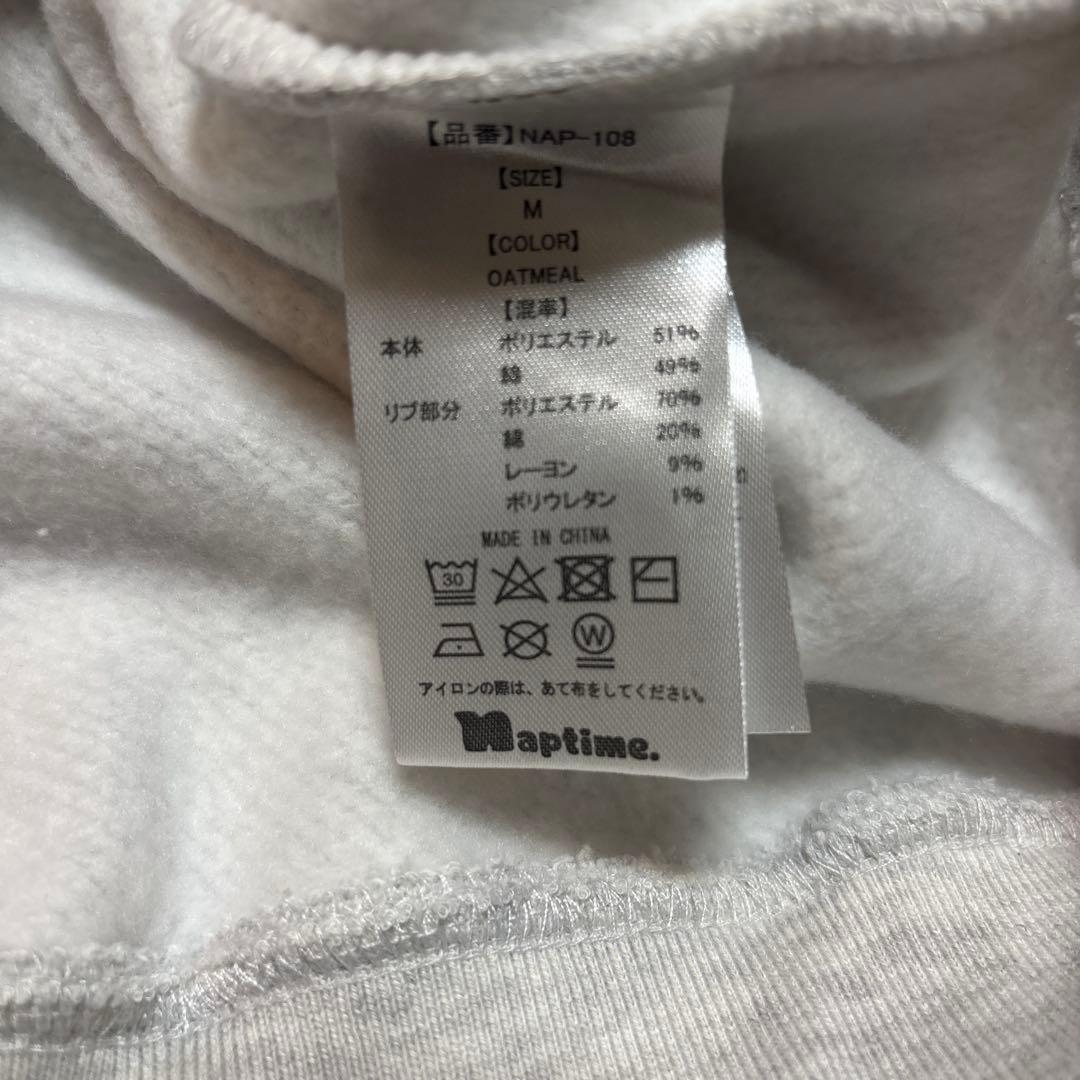 【品番】NAP-108
【SIZE】
M
【COLOR】
OATMEAL
【混率】
本体 ポリエステル 51%
綿 49%
リブ部分 ポリエステル 70%
綿 20%
レーヨン 9%
ポリウレタン 1%
MADE IN CHINA
30
W
アイロンの際は、あて布をしてください。
Naptime.